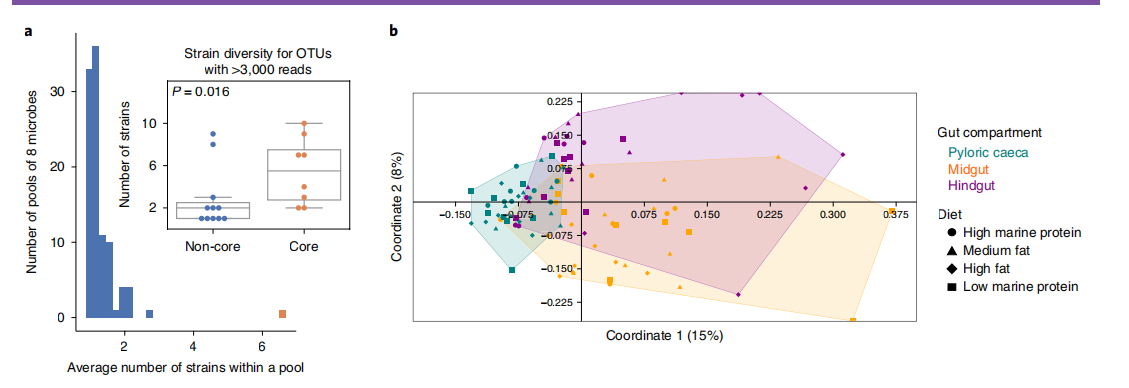 a
Number of pools of 8 microbes
30
20
10
0
2
4
6
Average number of strains within a pool
Strain diversity for OTUs
with >3,000 reads
P = 0.016
Number of strains
10
6
2
Non-core
Core
b
Coordinate 2 (8%)
0.225
0.150
0.075
−0.075
−0.150
−0.225
−0.150
−0.075
0.075
0.150
0.225
0.300
0.375
Coordinate 1 (15%)
Gut compartment
Pyloric caeca
Midgut
Hindgut
Diet
High marine protein
Medium fat
High fat
Low marine protein